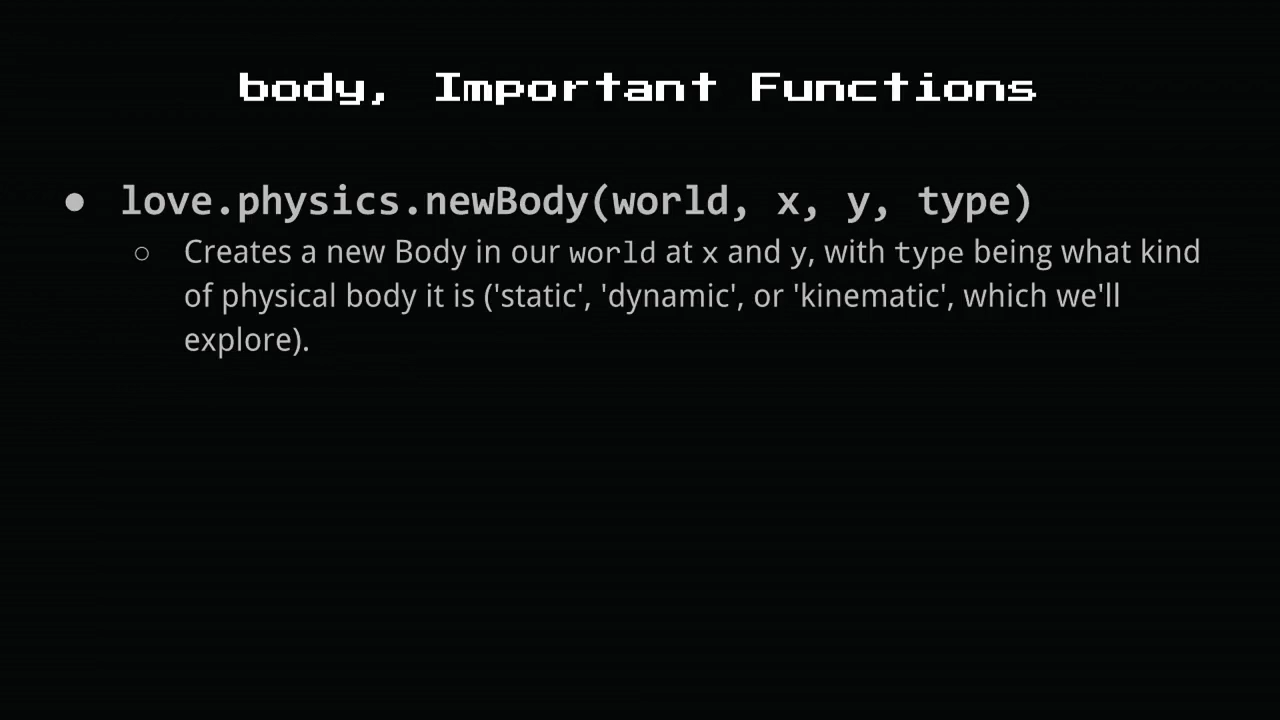 body, Important Functions
● love.physics.newBody(world, x, y, type)
○ Creates a new Body in our world at x and y, with type being what kind
of physical body it is ('static', 'dynamic', or 'kinematic', which we'll
explore).